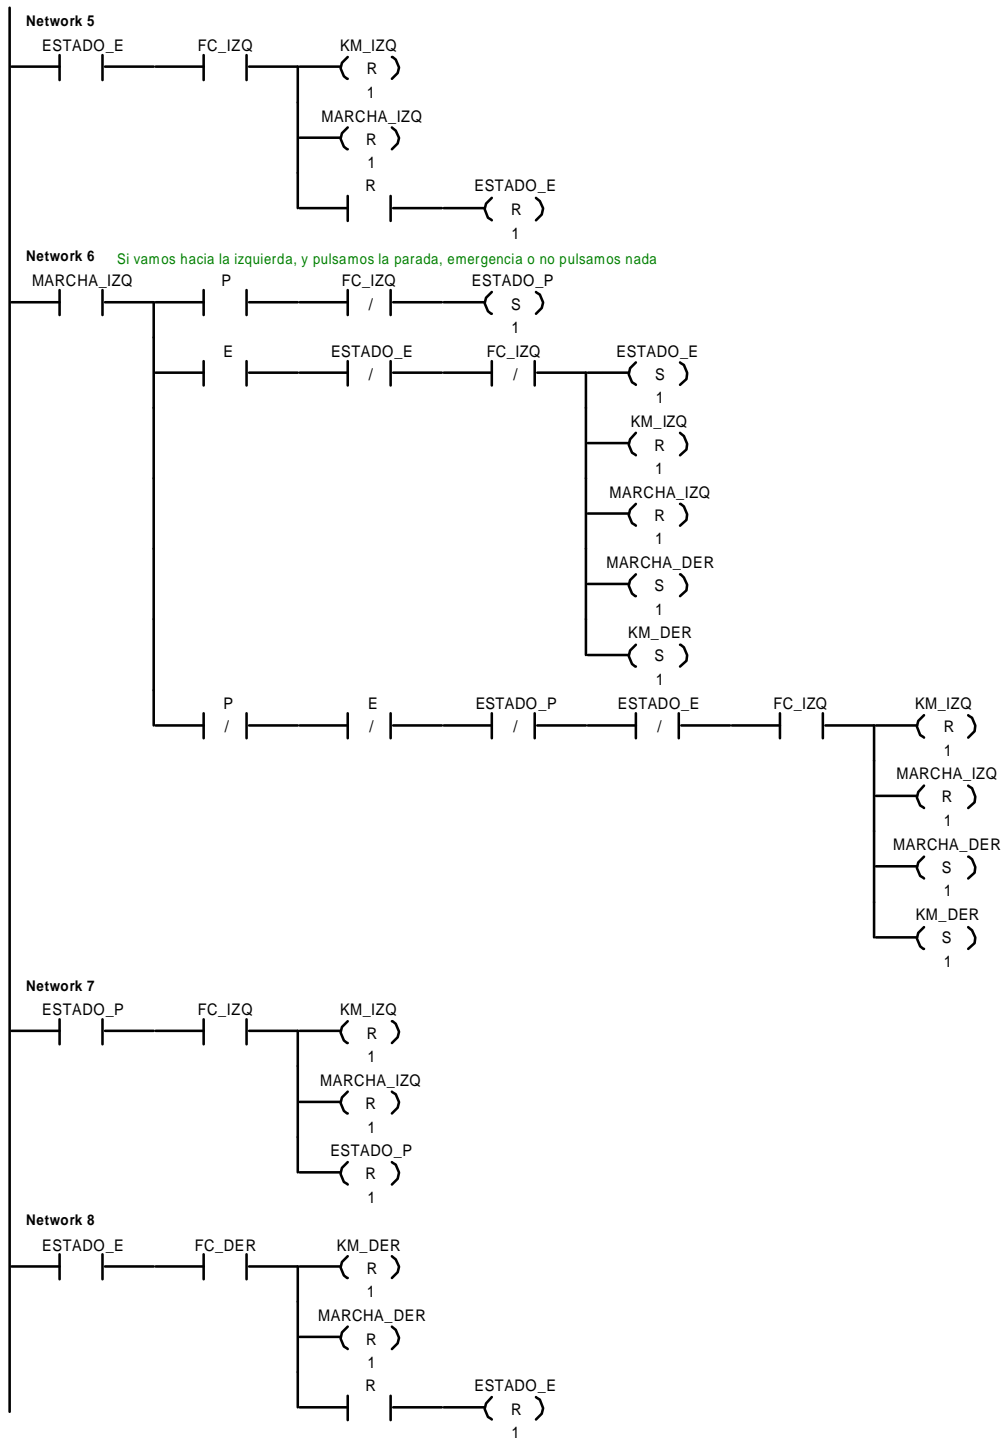 Network 5
ESTADO_E FC_IZQ KM_IZQ
R
1
MARCHA_IZQ
R
1
R ESTADO_E
R
1
Network 6 Si vamos hacia la izquierda, y pulsamos la parada, emergencia o no pulsamos nada
MARCHA_IZQ P FC_IZQ ESTADO_P
/ S
1
E ESTADO_E FC_IZQ ESTADO_E
/ / S
1
KM_IZQ
R
1
MARCHA_IZQ
R
1
MARCHA_DER
S
1
KM_DER
S
1
P E ESTADO_P ESTADO_E FC_IZQ KM_IZQ
/ / / / R
1
MARCHA_IZQ
R
1
MARCHA_DER
S
1
KM_DER
S
1
Network 7
ESTADO_P FC_IZQ KM_IZQ
R
1
MARCHA_IZQ
R
1
ESTADO_P
R
1
Network 8
ESTADO_E FC_DER KM_DER
R
1
MARCHA_DER
R
1
R ESTADO_E
R
1